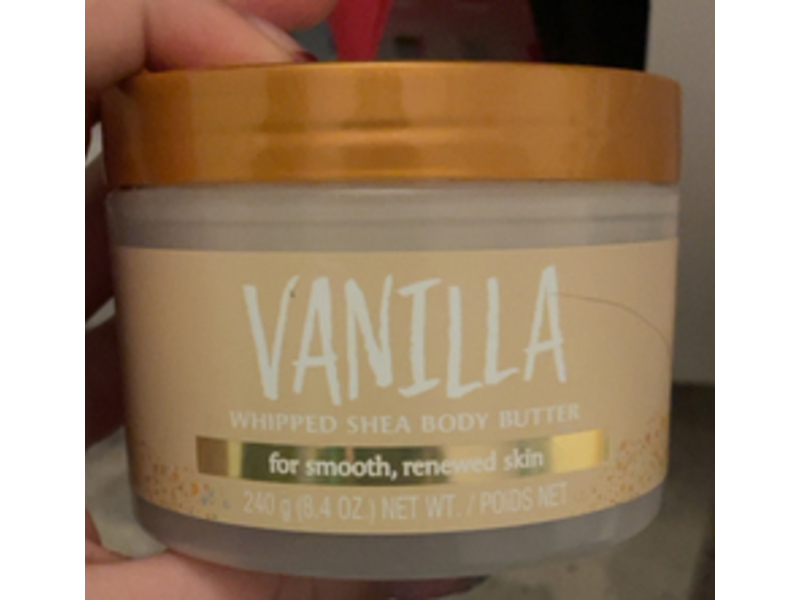 VANILLA
WHIPPED SHEA BODY BUTTER
for smooth, renewed skin
240 g (8.4 OZ.) NET WT. / POIDS NET